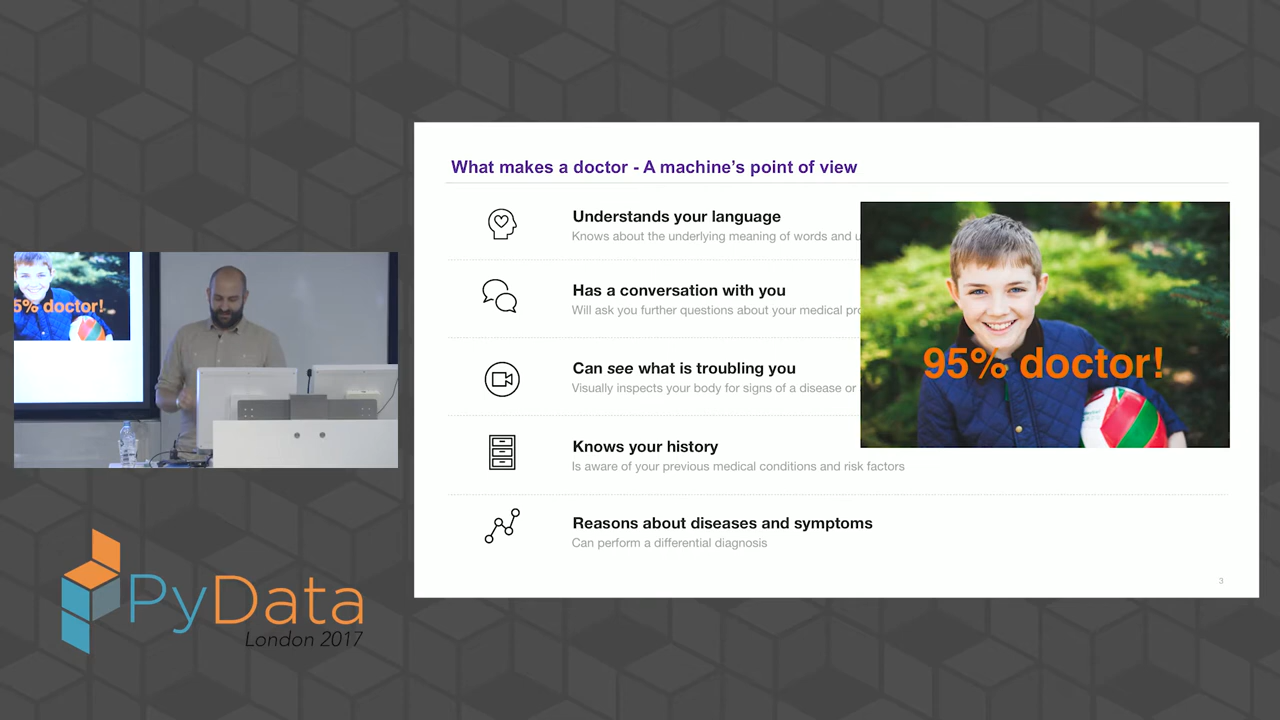 What makes a doctor - A machine's point of view
Understands your language
Knows about the underlying meaning of words and u
Has a conversation with you
Will ask you further questions about your medical pro
Can see what is troubling you
Visually inspects your body for signs of a disease or
Knows your history
Is aware of your previous medical conditions and risk factors
Reasons about diseases and symptoms
Can perform a differential diagnosis
95% doctor!
3
5% doctor!
PyData
London 2017